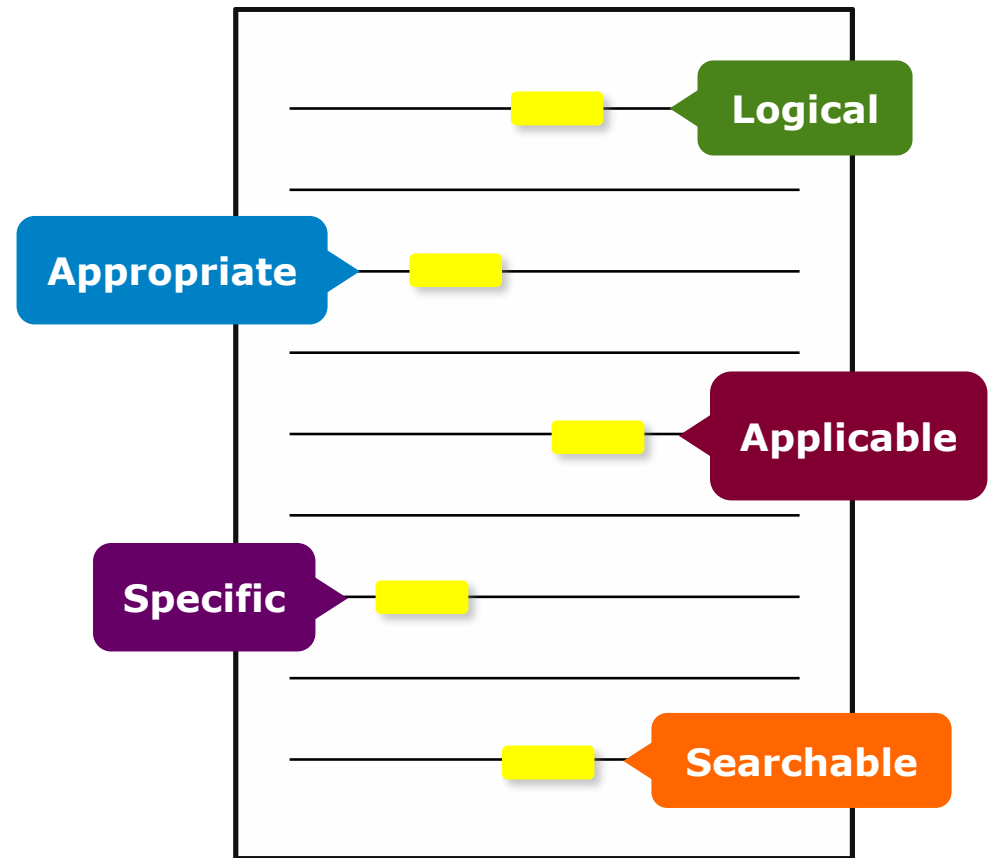 Logical
Appropriate
Applicable
Specific
Searchable